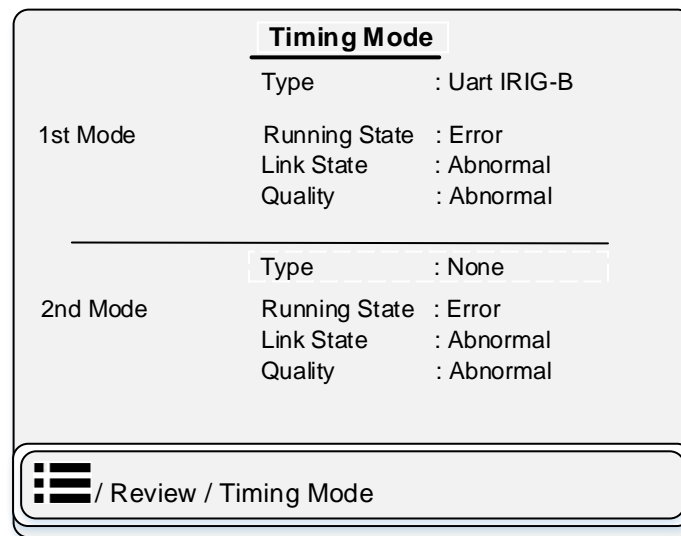 Timing Mode
Type : Uart IRIG-B
1st Mode Running State : Error
Link State : Abnormal
Quality : Abnormal
Type : None
2nd Mode Running State : Error
Link State : Abnormal
Quality : Abnormal
/ Review / Timing Mode